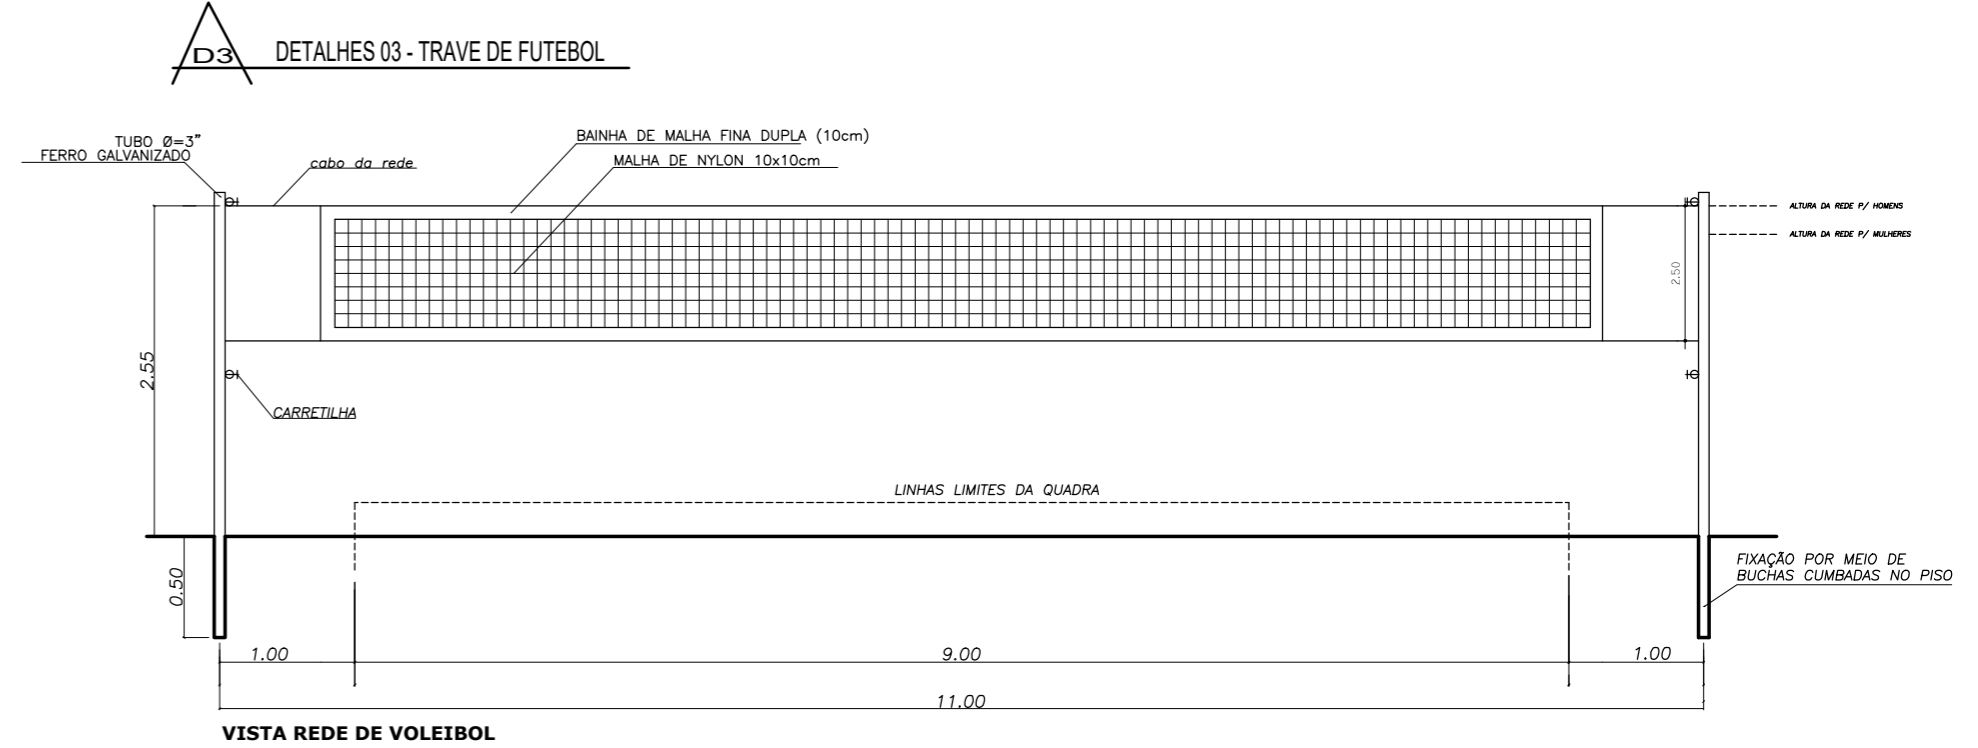 D3
DETALHES 03 - TRAVE DE FUTEBOL
TUBO Ø=3"
FERRO GALVANIZADO
cabo da rede
BAINHA DE MALHA FINA DUPLA (10cm)
MALHA DE NYLON 10x10cm
ALTURA DA REDE P/ HOMENS
ALTURA DA REDE P/ MULHERES
2.50
2.55
CARRETILHA
LINHAS LIMITES DA QUADRA
0.50
FIXAÇÃO POR MEIO DE
BUCHAS CUMBADAS NO PISO
1.00
9.00
1.00
11.00
VISTA REDE DE VOLEIBOL